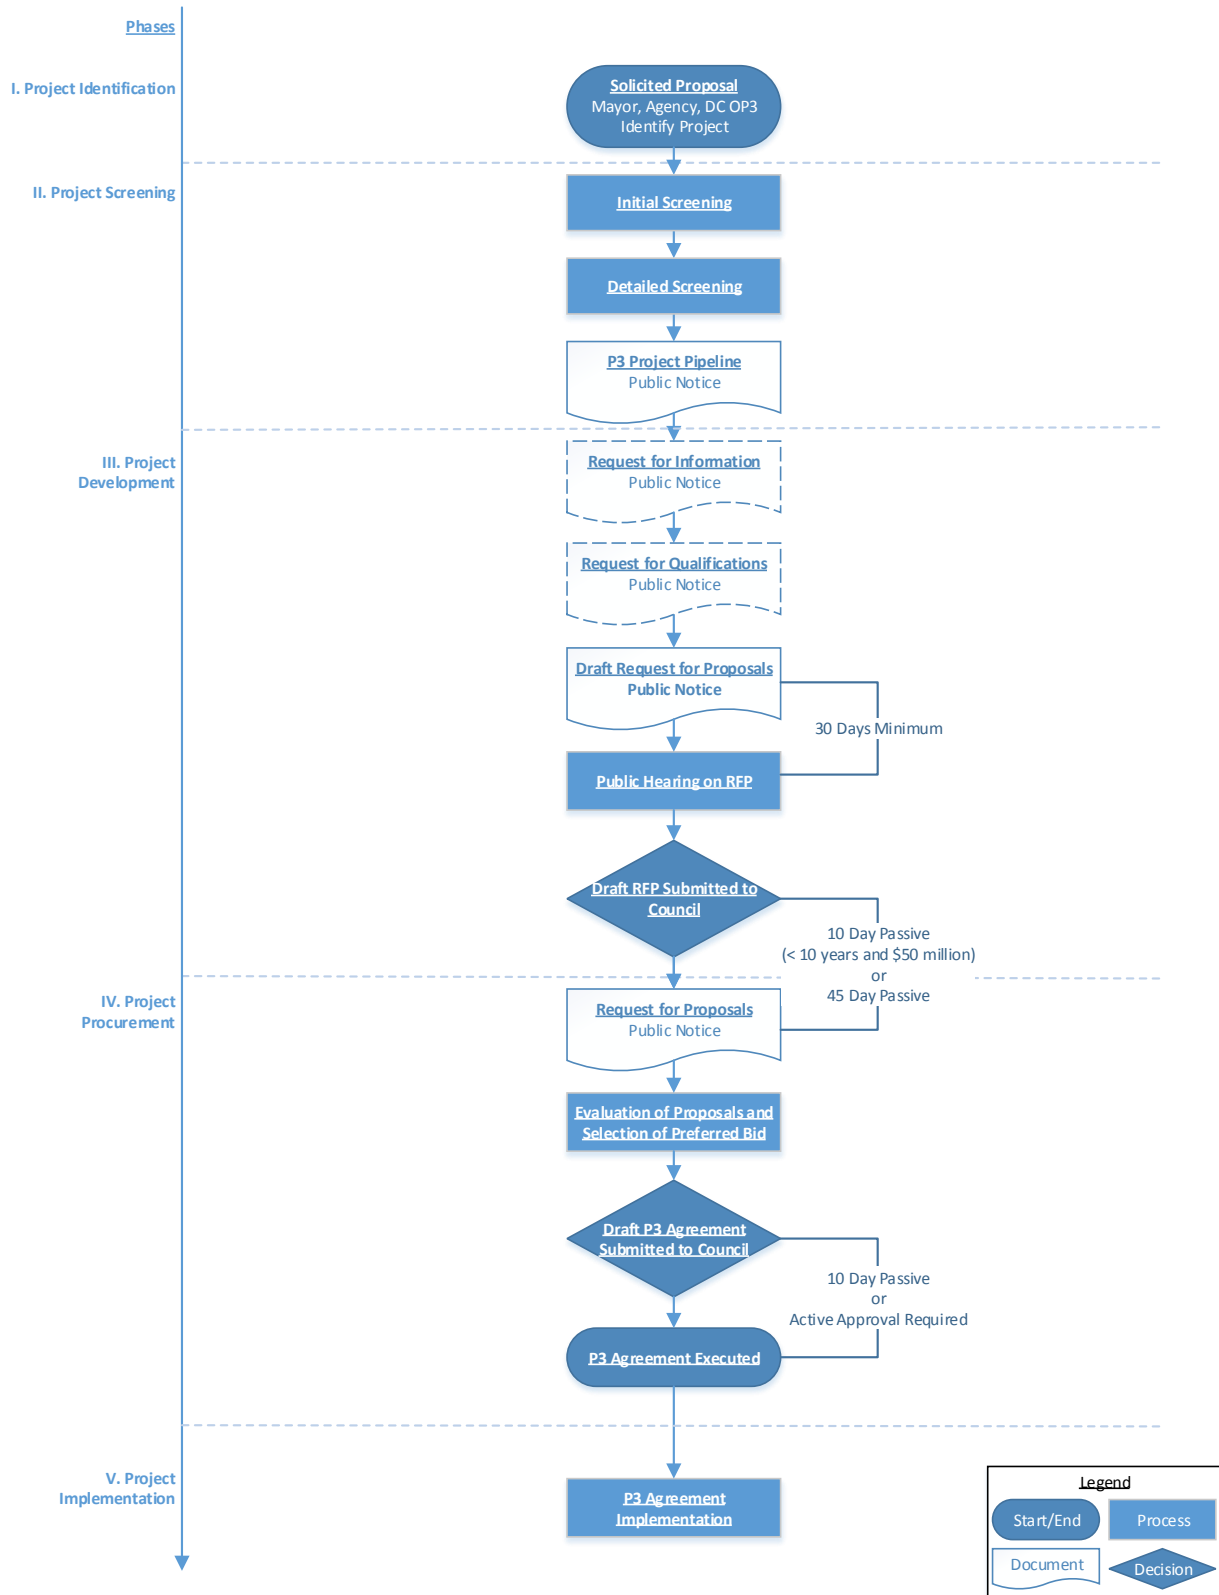 Phases
I. Project Identification
Solicited Proposal
Mayor, Agency, DC OP3
Identify Project
II. Project Screening
Initial Screening
Detailed Screening
P3 Project Pipeline
Public Notice
III. Project
Development
Request for Information
Public Notice
Request for Qualifications
Public Notice
Draft Request for Proposals
Public Notice
30 Days Minimum
Public Hearing on RFP
Draft RFP Submitted to
Council
10 Day Passive
(< 10 years and $50 million)
or
45 Day Passive
IV. Project
Procurement
Request for Proposals
Public Notice
Evaluation of Proposals and
Selection of Preferred Bid
Draft P3 Agreement
Submitted to Council
10 Day Passive
or
Active Approval Required
P3 Agreement Executed
V. Project
Implementation
P3 Agreement
Implementation
Legend
Start/End
Process
Document
Decision